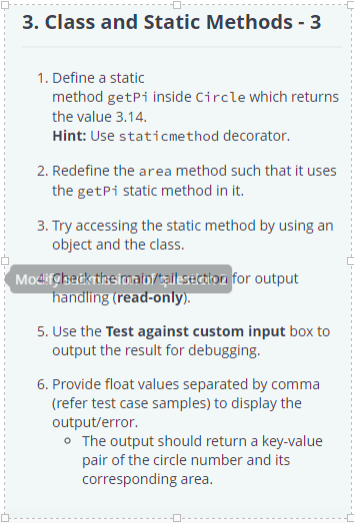 3. Class and Static Methods - 3
1. Define a static
method getPi inside Circle which returns
the value 3.14.
Hint: Use staticmethod decorator.
2. Redefine the area method such that it uses
the getPi static method in it.
3. Try accessing the static method by using an
object and the class.
4. Check the main/tail section for output
handling (read-only).
5. Use the Test against custom input box to
output the result for debugging.
6. Provide float values separated by comma
(refer test case samples) to display the
output/error.
○ The output should return a key-value
pair of the circle number and its
corresponding area.